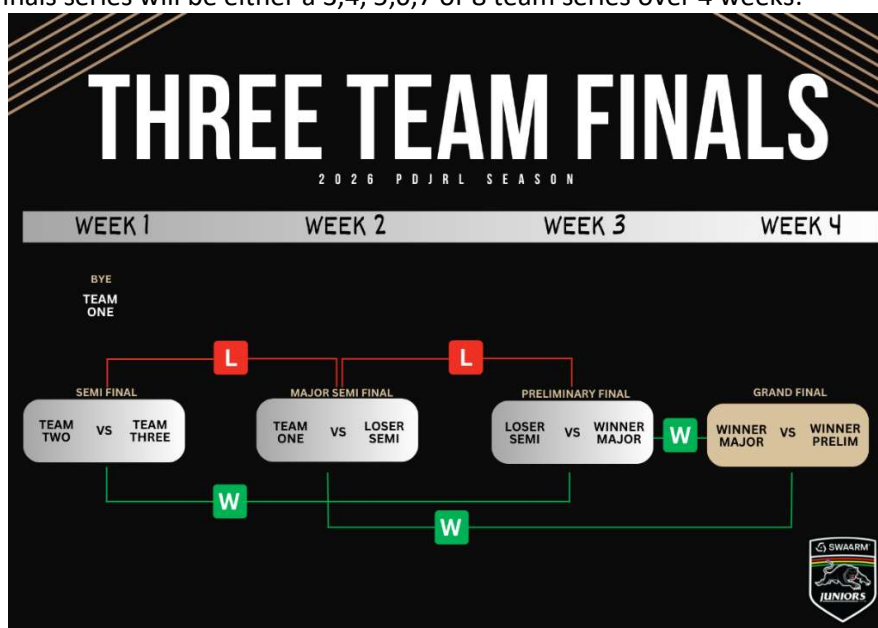 nals series will be either a 3,4, 5,6,7 or 8 team series over 4 weeks.
THREE TEAM FINALS
2026 PDJRL SEASON
WEEK 1 WEEK 2 WEEK 3 WEEK 4
BYE
TEAM
ONE
L L
SEMI FINAL MAJOR SEMI FINAL PRELIMINARY FINAL GRAND FINAL
TEAM TWO VS TEAM THREE
TEAM ONE VS LOSER SEMI
LOSER SEMI VS WINNER MAJOR
W
WINNER MAJOR VS WINNER PRELIM
W
W
SWAARM
JUNIORS